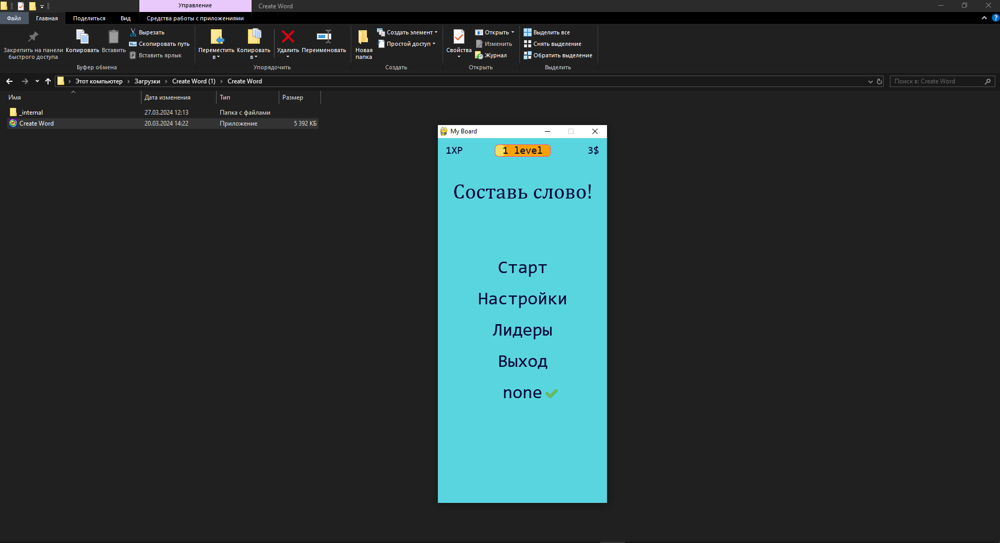 Управление
Create Word
Файл
Главная
Поделиться
Вид
Средства работы с приложениями
Закрепить на панели
быстрого доступа
Копировать
Вставить
Вырезать
Скопировать путь
Вставить ярлык
Буфер обмена
Переместить
в
Копировать
в
Удалить
Переименовать
Упорядочить
Новая
папка
Создать элемент
Простой доступ
Создать
Свойства
Открыть
Изменить
Журнал
Открыть
Выделить все
Снять выделение
Обратить выделение
Выделить
Этот компьютер
Загрузки
Create Word (1)
Create Word
Поиск в: Create Word
Имя
Дата изменения
Тип
Размер
_internal
27.03.2024 12:13
Папка с файлами
Create Word
20.03.2024 14:22
Приложение
5 392 КБ
My Board
1XP
1 level
3$
Составь слово!
Старт
Настройки
Лидеры
Выход
none